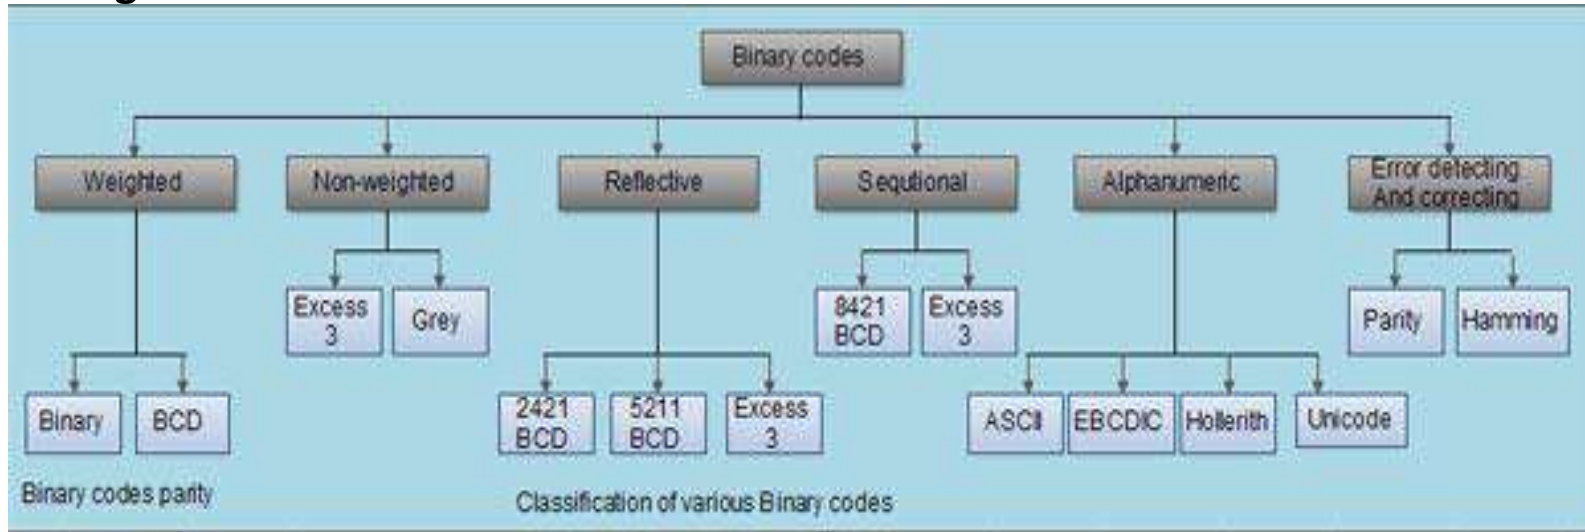 Binary codes
Weighted
Non-weighted
Reflective
Sequtional
Alphanumeric
Error detecting
And correcting
Excess
3
Grey
8421
BCD
Excess
3
Parity
Hamming
Binary
BCD
2421
BCD
5211
BCD
Excess
3
ASCII
EBCDIC
Hollerith
Unicode
Binary codes parity
Classification of various Binary codes